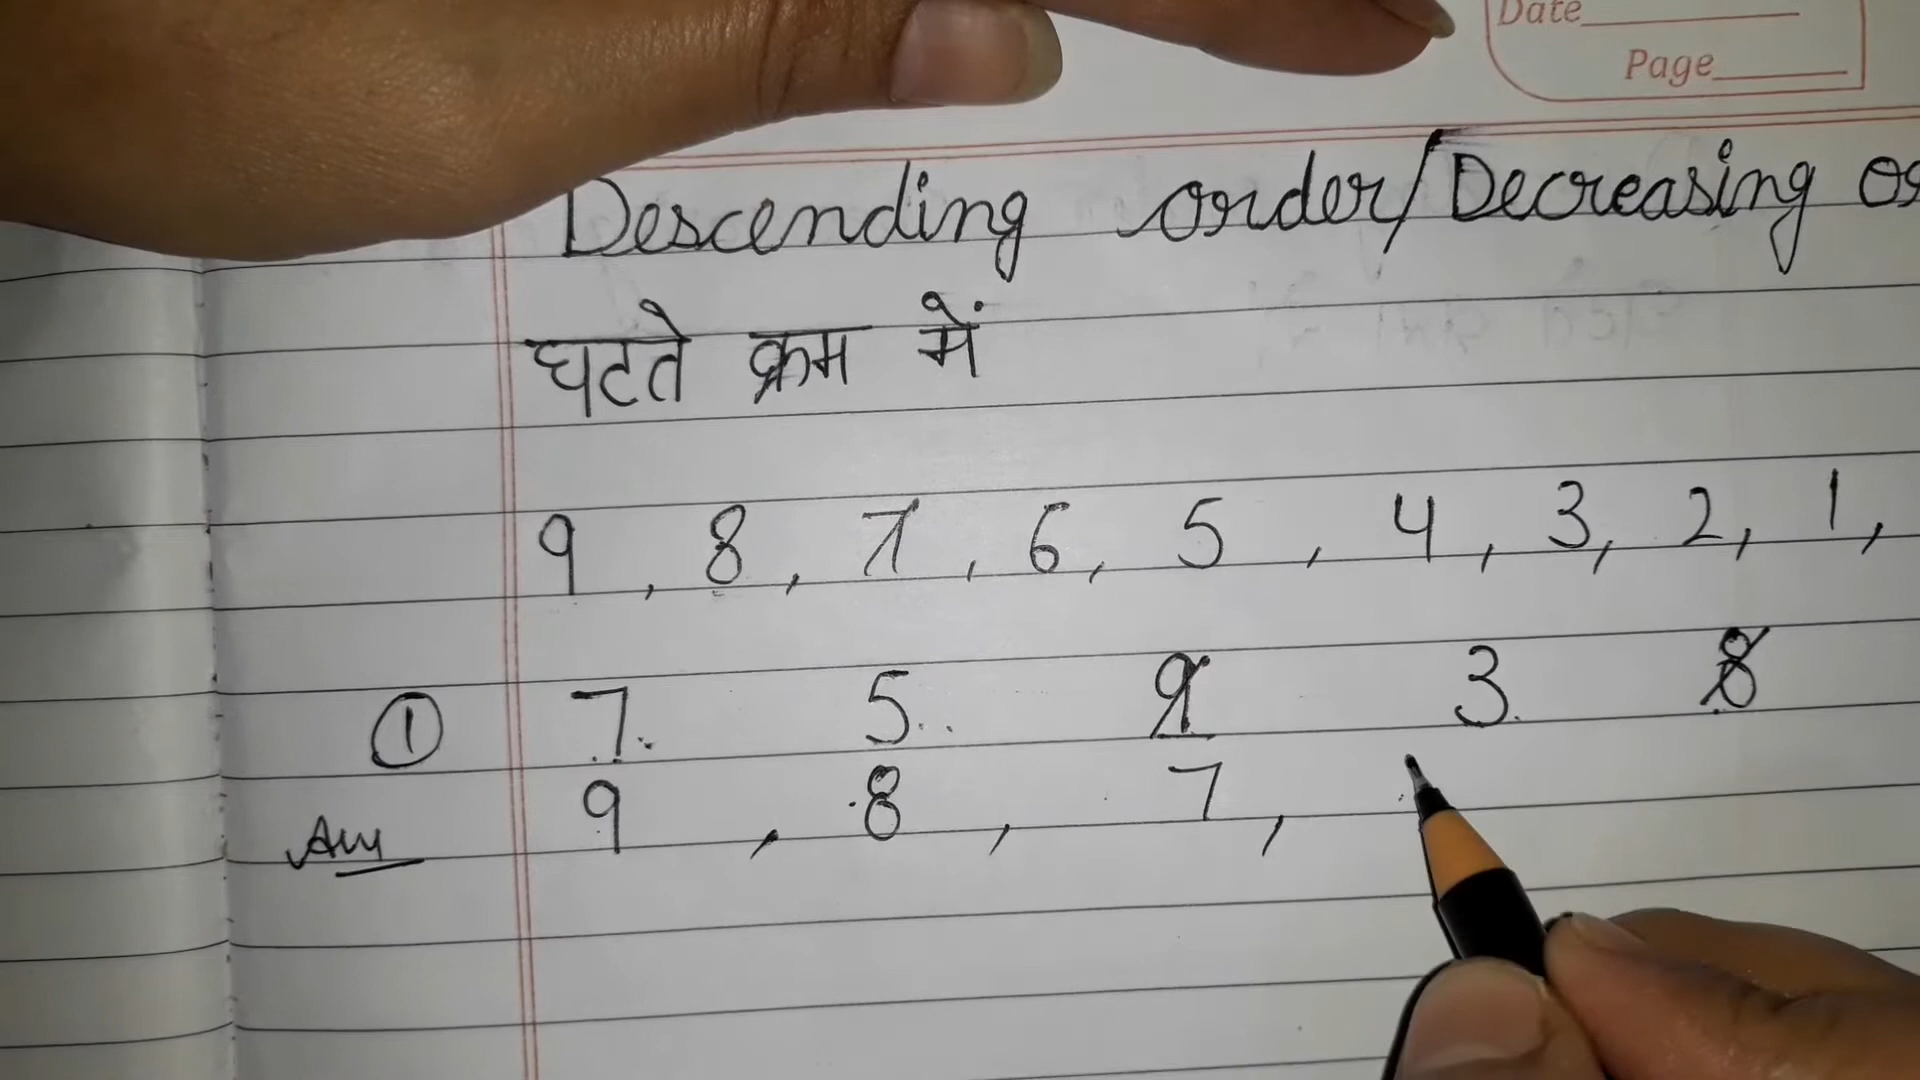 Date
Page
Descending order/Decreasing or
घटते क्रम में
9, 8, 7, 6, 5, 4, 3, 2, 1,
① 7 5 9 3 8
Ans 9, 8, 7,